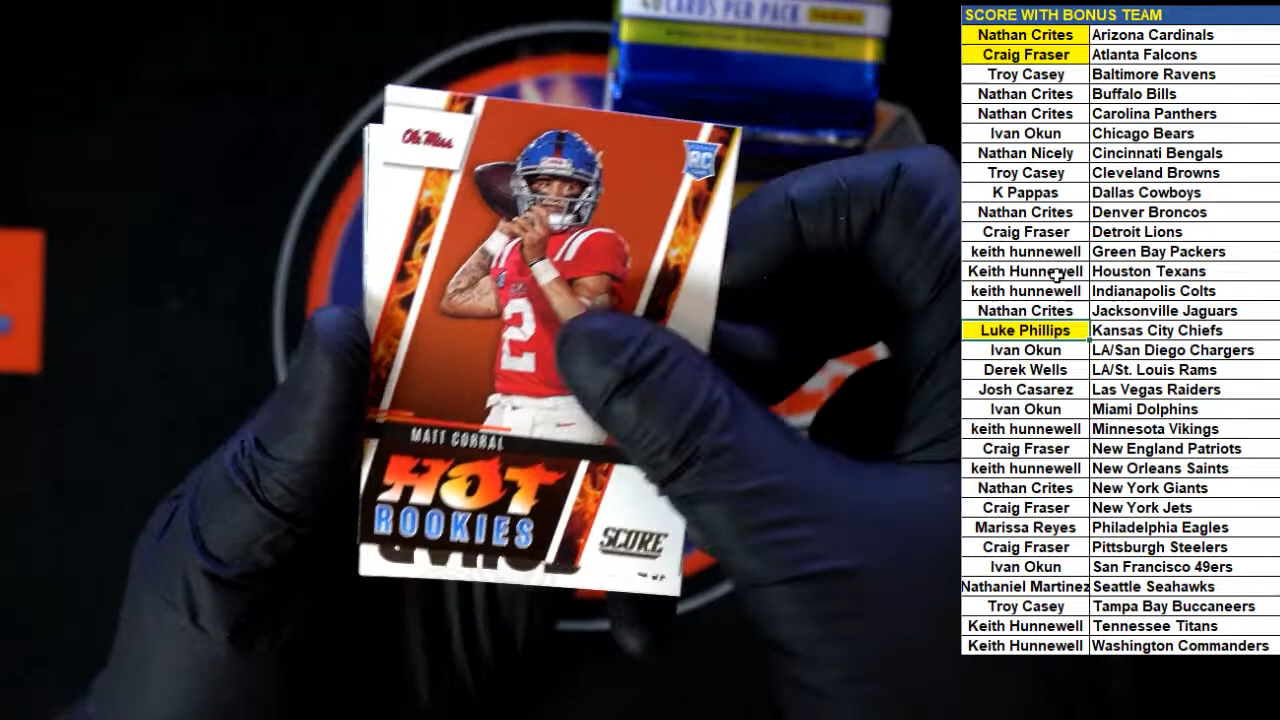 40 CARDS PER PACK PANINI
Ole Miss
RC
2
MATT CORRAL
HOT
ROOKIES
SCORE
SCORE WITH BONUS TEAM
Nathan Crites Arizona Cardinals
Craig Fraser Atlanta Falcons
Troy Casey Baltimore Ravens
Nathan Crites Buffalo Bills
Nathan Crites Carolina Panthers
Ivan Okun Chicago Bears
Nathan Nicely Cincinnati Bengals
Troy Casey Cleveland Browns
K Pappas Dallas Cowboys
Nathan Crites Denver Broncos
Craig Fraser Detroit Lions
keith hunnewell Green Bay Packers
Keith Hunnewell Houston Texans
keith hunnewell Indianapolis Colts
Nathan Crites Jacksonville Jaguars
Luke Phillips Kansas City Chiefs
Ivan Okun LA/San Diego Chargers
Derek Wells LA/St. Louis Rams
Josh Casarez Las Vegas Raiders
Ivan Okun Miami Dolphins
keith hunnewell Minnesota Vikings
Craig Fraser New England Patriots
keith hunnewell New Orleans Saints
Nathan Crites New York Giants
Craig Fraser New York Jets
Marissa Reyes Philadelphia Eagles
Craig Fraser Pittsburgh Steelers
Ivan Okun San Francisco 49ers
Nathaniel Martinez Seattle Seahawks
Troy Casey Tampa Bay Buccaneers
Keith Hunnewell Tennessee Titans
Keith Hunnewell Washington Commanders